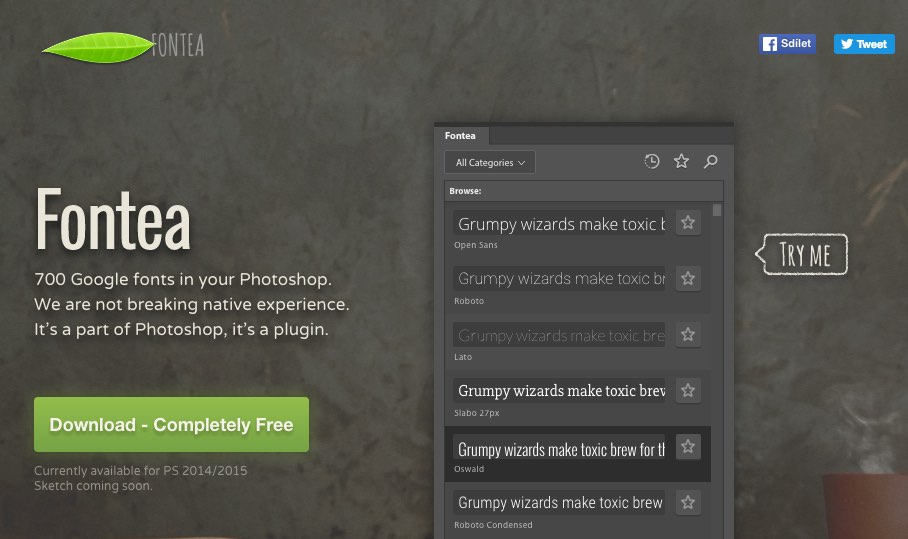 FONTEA
Sdílet
Tweet
Fontea
700 Google fonts in your Photoshop.
We are not breaking native experience.
It's a part of Photoshop, it's a plugin.
Download - Completely Free
Currently available for PS 2014/2015
Sketch coming soon.
Fontea
All Categories
Browse:
Grumpy wizards make toxic b
Open Sans
Grumpy wizards make toxic br
Roboto
Grumpy wizards make toxic bre
Lato
Grumpy wizards make toxic brew
Slabo 27px
Grumpy wizards make toxic brew for th
Oswald
Grumpy wizards make toxic brew
Roboto Condensed
TRY ME